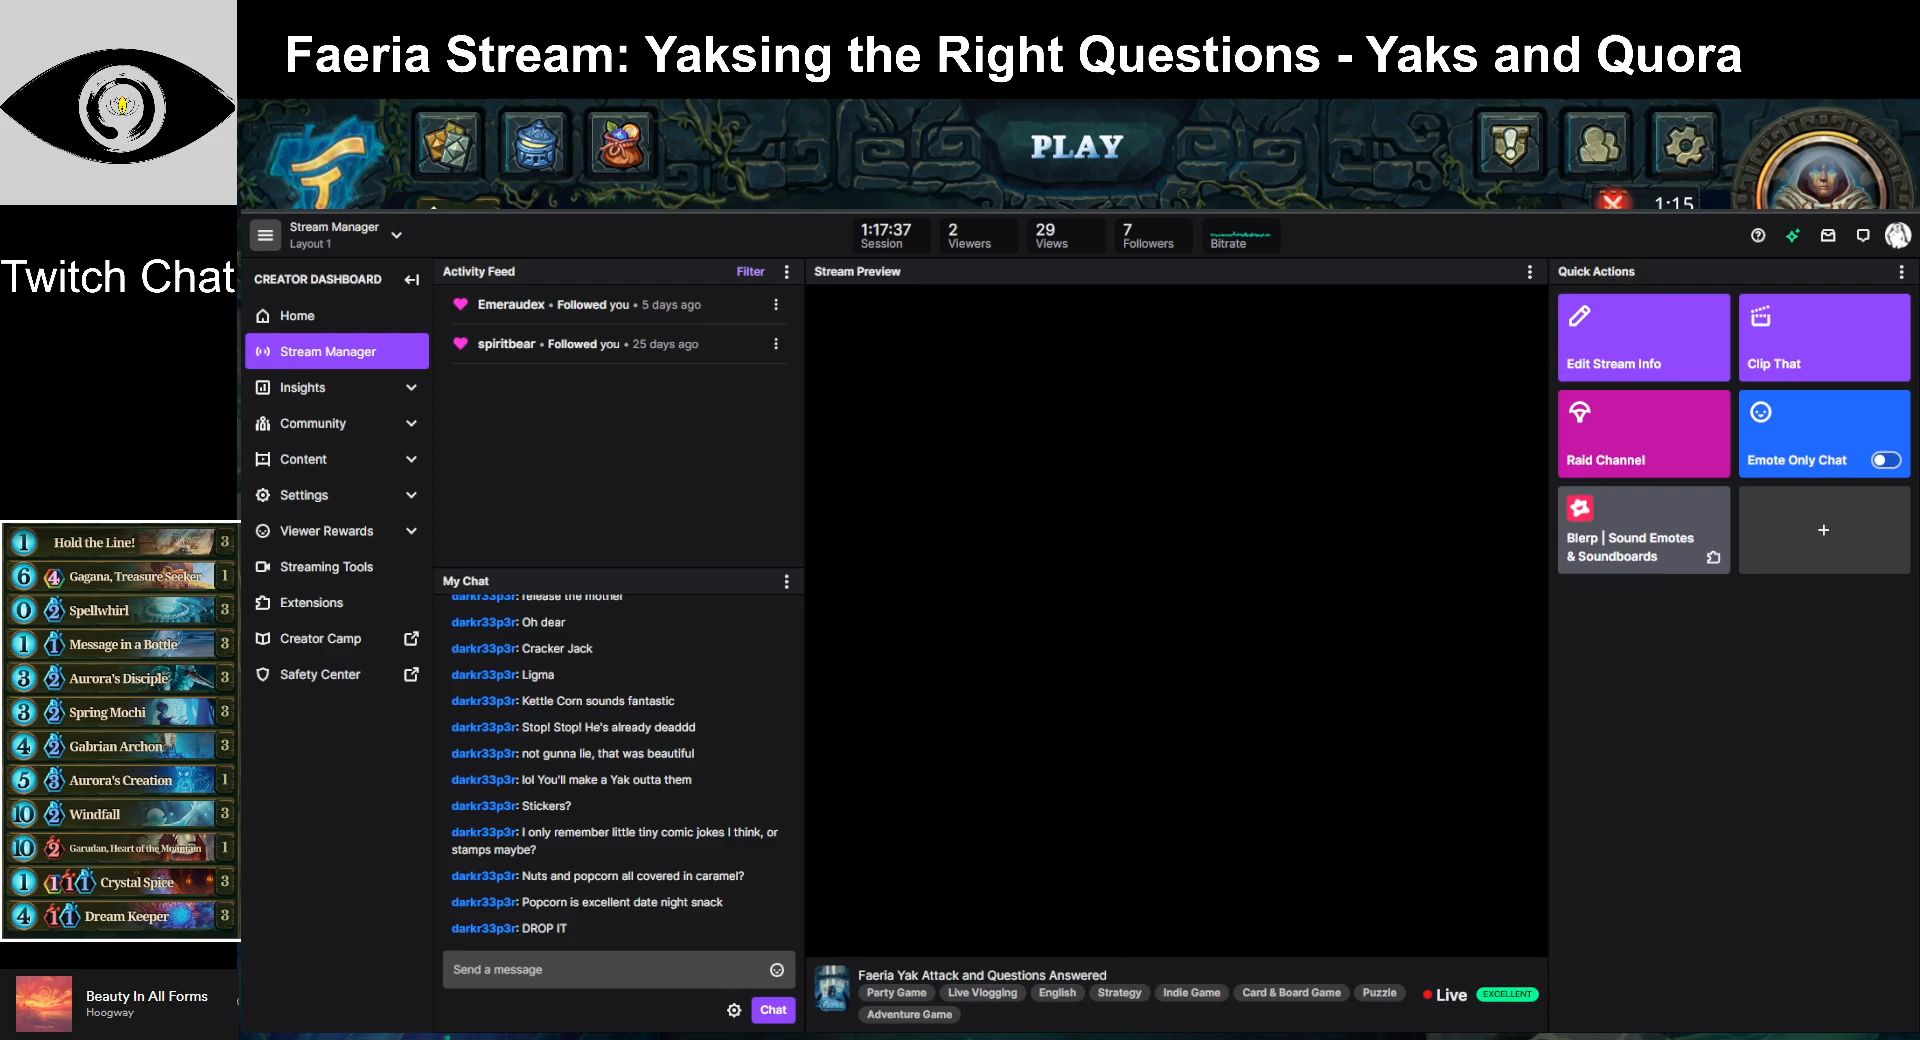 Faeria Stream: Yaksing the Right Questions - Yaks and Quora
PLAY
1:15
Twitch Chat
Stream Manager
Layout 1
1:17:37
Session
2
Viewers
29
Views
7
Followers
Bitrate
CREATOR DASHBOARD
Home
Stream Manager
Insights
Community
Content
Settings
Viewer Rewards
Streaming Tools
Extensions
Creator Camp
Safety Center
Activity Feed
Filter
Emeraudex • Followed you • 5 days ago
spiritbear • Followed you • 25 days ago
My Chat
darkr33p3r: release the mother
darkr33p3r: Oh dear
darkr33p3r: Cracker Jack
darkr33p3r: Ligma
darkr33p3r: Kettle Corn sounds fantastic
darkr33p3r: Stop! Stop! He's already deaddd
darkr33p3r: not gunna lie, that was beautiful
darkr33p3r: lol You'll make a Yak outta them
darkr33p3r: Stickers?
darkr33p3r: I only remember little tiny comic jokes I think, or
stamps maybe?
darkr33p3r: Nuts and popcorn all covered in caramel?
darkr33p3r: Popcorn is excellent date night snack
darkr33p3r: DROP IT
Send a message
Chat
Stream Preview
Faeria Yak Attack and Questions Answered
Party Game Live Vlogging English Strategy Indie Game Card & Board Game Puzzle
Adventure Game
Live EXCELLENT
Quick Actions
Edit Stream Info
Clip That
Raid Channel
Emote Only Chat
Blerp | Sound Emotes
& Soundboards
+
1 Hold the Line! 3
6 4 Gagana, Treasure Seeker 1
0 2 Spellwhirl 3
1 1 Message in a Bottle 3
3 2 Aurora's Disciple 3
3 2 Spring Mochi 3
4 2 Gabrian Archon 3
5 3 Aurora's Creation 1
10 2 Windfall 3
10 2 Garudan, Heart of the Mountain 1
1 1 1 1 Crystal Spice 3
4 1 1 Dream Keeper 3
Beauty In All Forms
Hoogway